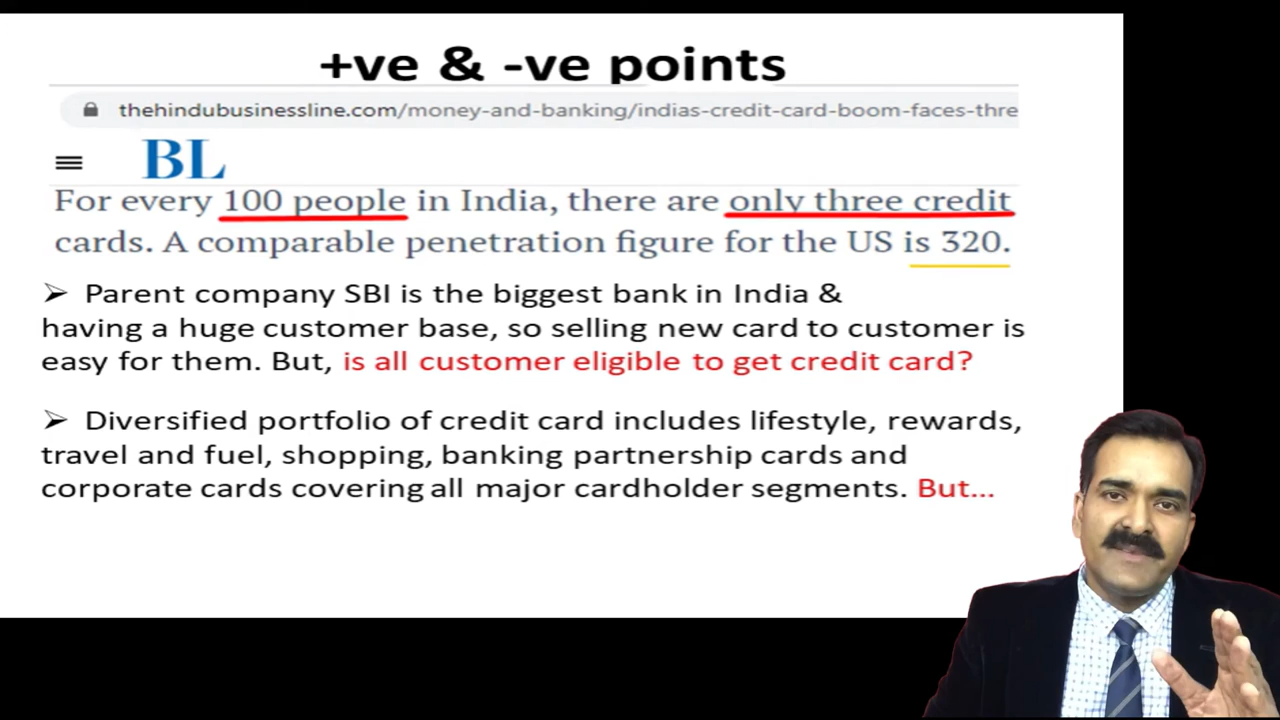 +ve & -ve points
thehindubusinessline.com/money-and-banking/indias-credit-card-boom-faces-thre
BL
For every 100 people in India, there are only three credit
cards. A comparable penetration figure for the US is 320.
➢ Parent company SBI is the biggest bank in India &
having a huge customer base, so selling new card to customer is
easy for them. But, is all customer eligible to get credit card?
➢ Diversified portfolio of credit card includes lifestyle, rewards,
travel and fuel, shopping, banking partnership cards and
corporate cards covering all major cardholder segments. But...